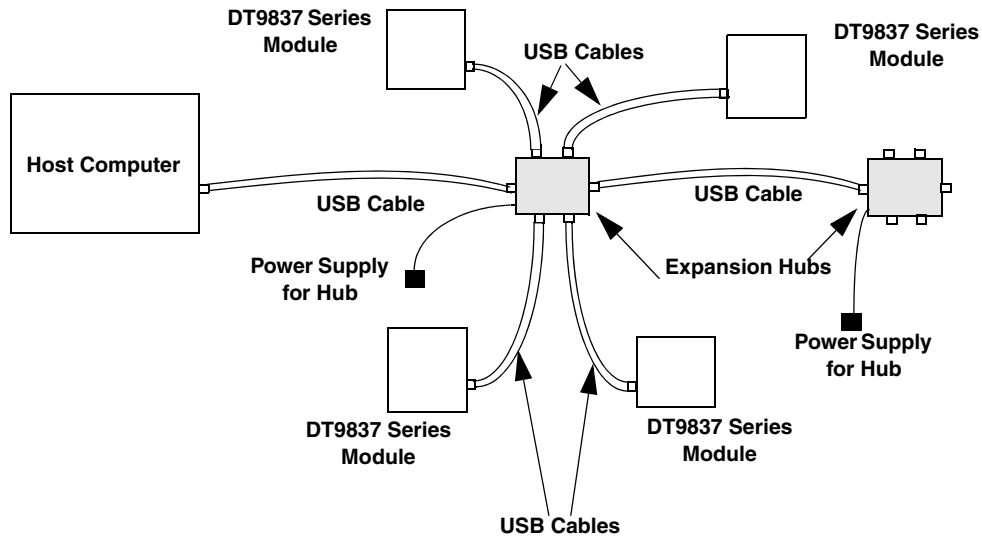 DT9837 Series
Module
USB Cables
DT9837 Series
Module
Host Computer
USB Cable
USB Cable
Power Supply
for Hub
Expansion Hubs
Power Supply
for Hub
DT9837 Series
Module
DT9837 Series
Module
USB Cables